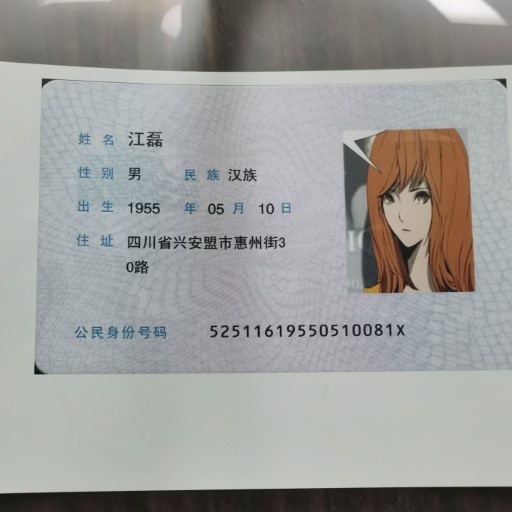 姓名 江磊
性别 男 民族 汉族
出生 1955 年 05 月 10 日
住址 四川省兴安盟市惠州街3
0路
公民身份号码 52511619550510081X